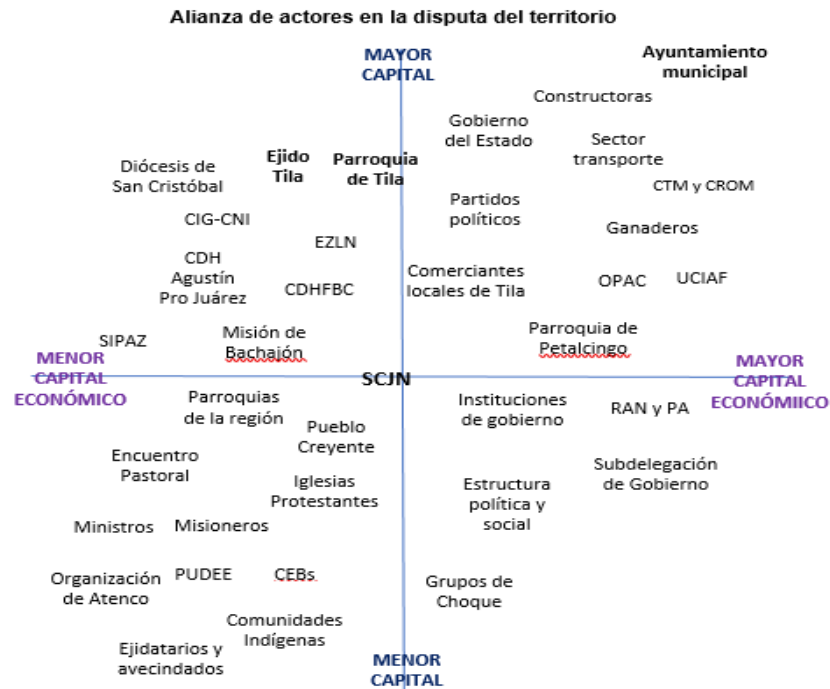 Alianza de actores en la disputa del territorio
MAYOR
CAPITAL
Ayuntamiento
municipal
Constructoras
Gobierno
del Estado
Sector
transporte
Diócesis de
San Cristóbal
Ejido
Tila
Parroquia
de Tila
CTM y CROM
Partidos
políticos
CIG-CNI
Ganaderos
EZLN
CDH
Agustín
Pro Juárez
CDHFBC
Comerciantes
locales de Tila
OPAC
UCIAF
SIPAZ
Misión de
Bachajón
Parroquia de
Petalcingo
MENOR
CAPITAL
ECONÓMICO
SCJN
MAYOR
CAPITAL
ECONÓMIICO
Parroquias
de la región
Instituciones
de gobierno
RAN y PA
Pueblo
Creyente
Encuentro
Pastoral
Subdelegación
de Gobierno
Iglesias
Protestantes
Estructura
política y
social
Ministros
Misioneros
Organización
de Atenco
PUDEE
CEBs
Grupos de
Choque
Comunidades
Indígenas
Ejidatarios y
avecindados
MENOR
CAPITAL